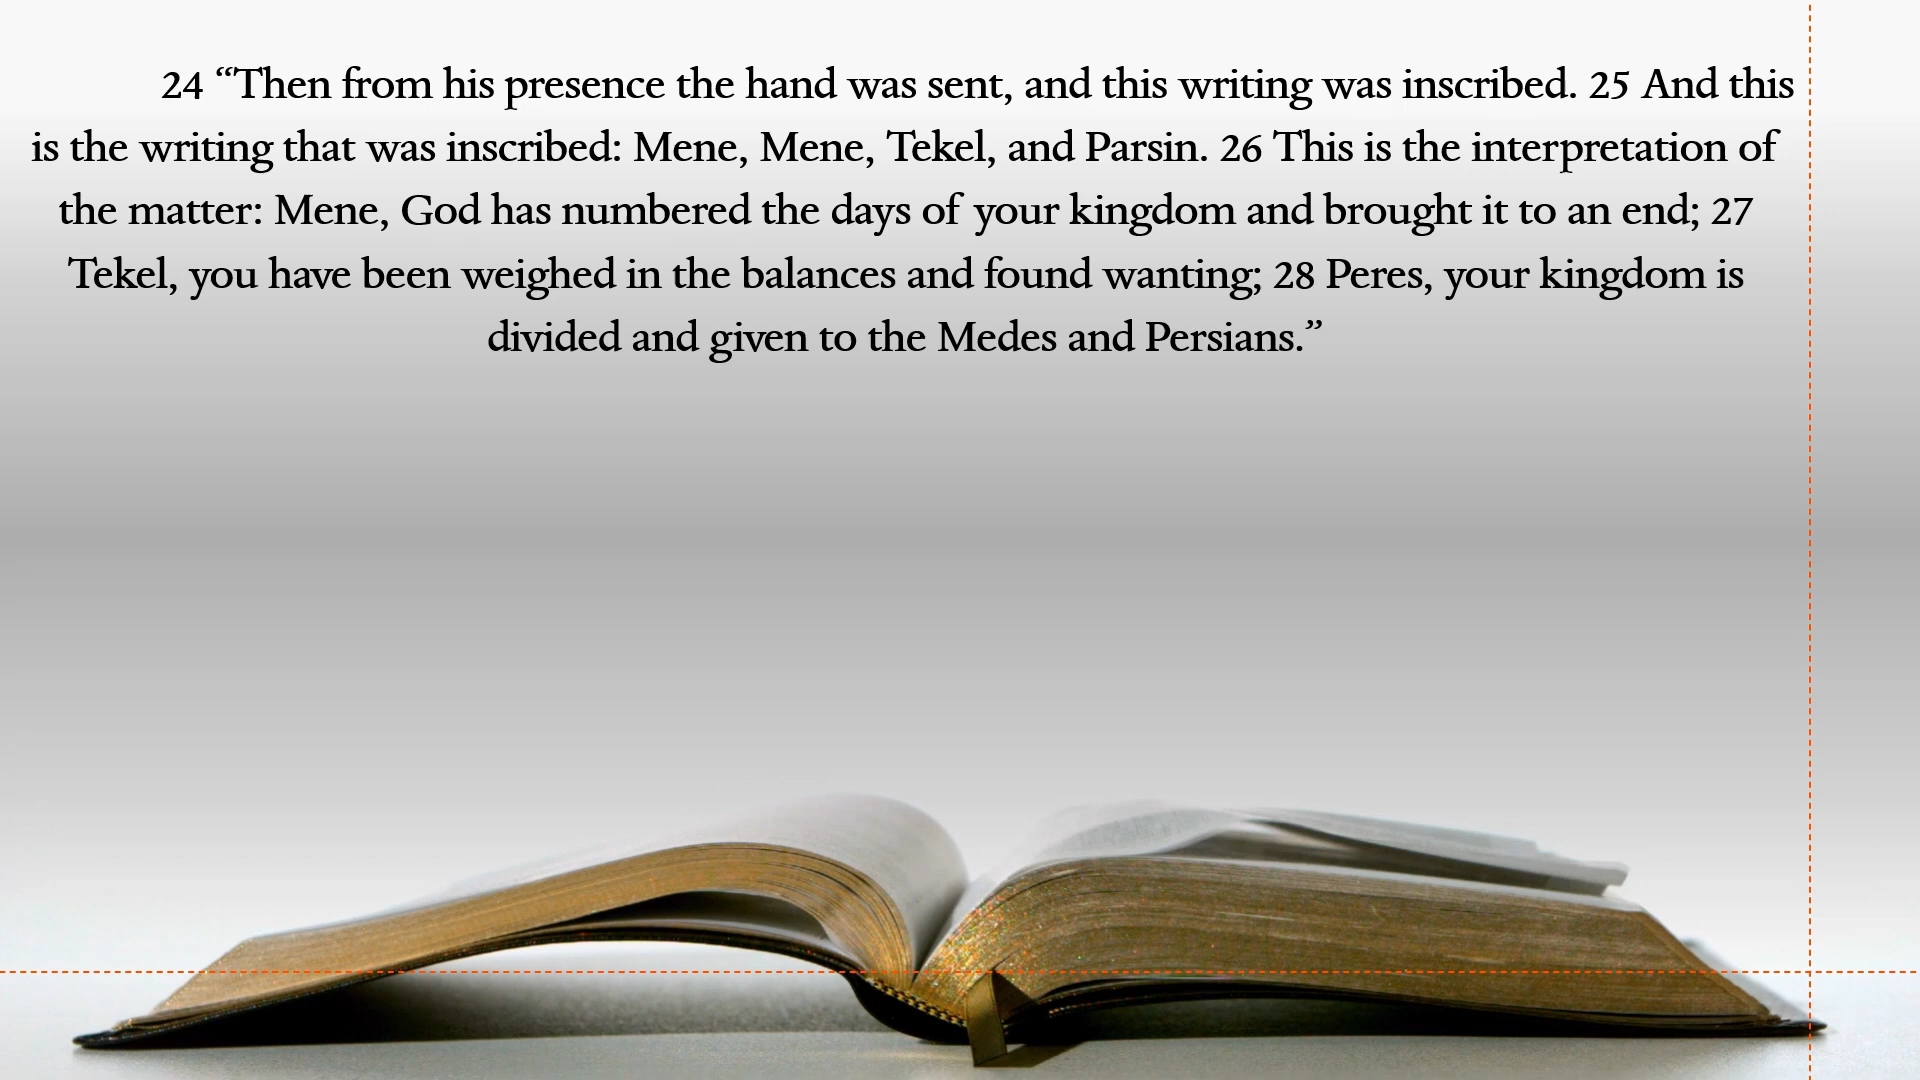 24 “Then from his presence the hand was sent, and this writing was inscribed. 25 And this
is the writing that was inscribed: Mene, Mene, Tekel, and Parsin. 26 This is the interpretation of
the matter: Mene, God has numbered the days of your kingdom and brought it to an end; 27
Tekel, you have been weighed in the balances and found wanting; 28 Peres, your kingdom is
divided and given to the Medes and Persians.”